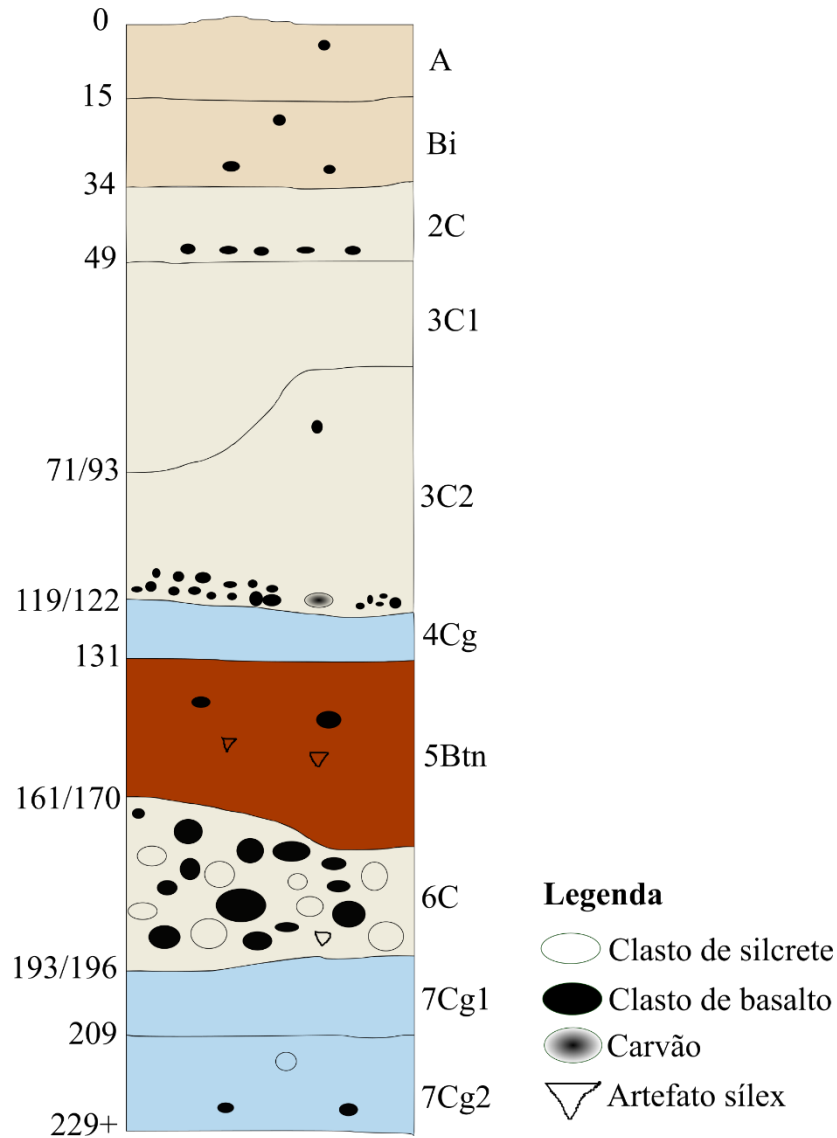 0
A
15
Bi
34
2C
49
3C1
71/93
3C2
119/122
4Cg
131
5Btn
161/170
6C
193/196
7Cg1
209
7Cg2
229+
Legenda
Clasto de silcrete
Clasto de basalto
Carvão
Artefato sílex